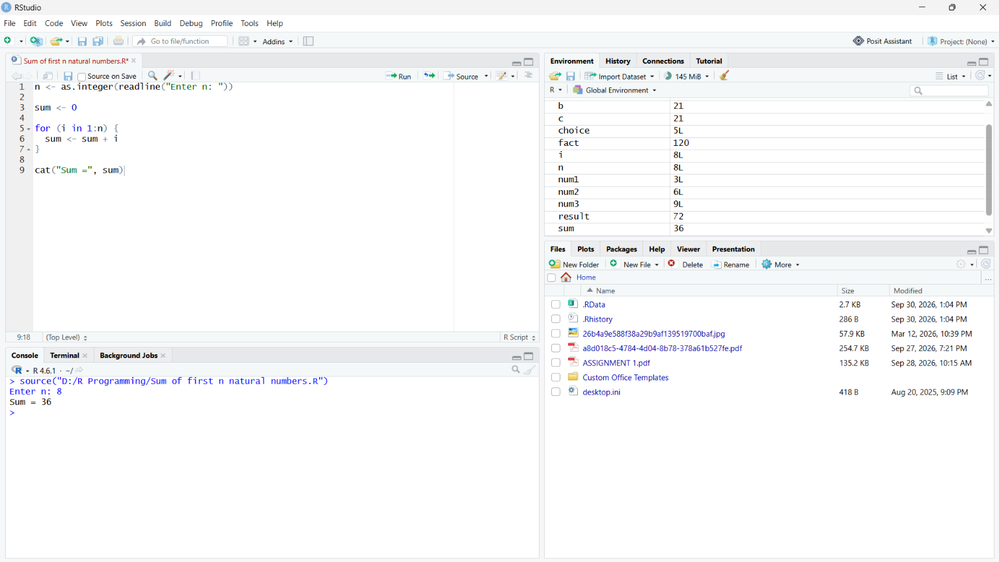 RStudio
File Edit Code View Plots Session Build Debug Profile Tools Help
Go to file/function Addins Posit Assistant Project: (None)
Sum of first n natural numbers.R*
Source on Save Run Source
1 n <- as.integer(readline("Enter n: "))
2
3 sum <- 0
4
5 for (i in 1:n) {
6   sum <- sum + i
7 }
8
9 cat("Sum =", sum)
9:18 (Top Level) R Script
Console Terminal Background Jobs
R 4.6.1 · ~/
> source("D:/R Programming/Sum of first n natural numbers.R")
Enter n: 8
Sum = 36
>
Environment History Connections Tutorial
Import Dataset 145 MiB List
R Global Environment
b 21
c 21
choice 5L
fact 120
i 8L
n 8L
num1 3L
num2 6L
num3 9L
result 72
sum 36
Files Plots Packages Help Viewer Presentation
New Folder New File Delete Rename More
Home ...
Name Size Modified
.RData 2.7 KB Sep 30, 2026, 1:04 PM
.Rhistory 286 B Sep 30, 2026, 1:04 PM
26b4a9e588f38a29b9af139519700baf.jpg 57.9 KB Mar 12, 2026, 10:39 PM
a8d018c5-4784-4d04-8b78-378a61b527fe.pdf 254.7 KB Sep 27, 2026, 7:21 PM
ASSIGNMENT 1.pdf 135.2 KB Sep 28, 2026, 10:15 AM
Custom Office Templates
desktop.ini 418 B Aug 20, 2025, 9:09 PM